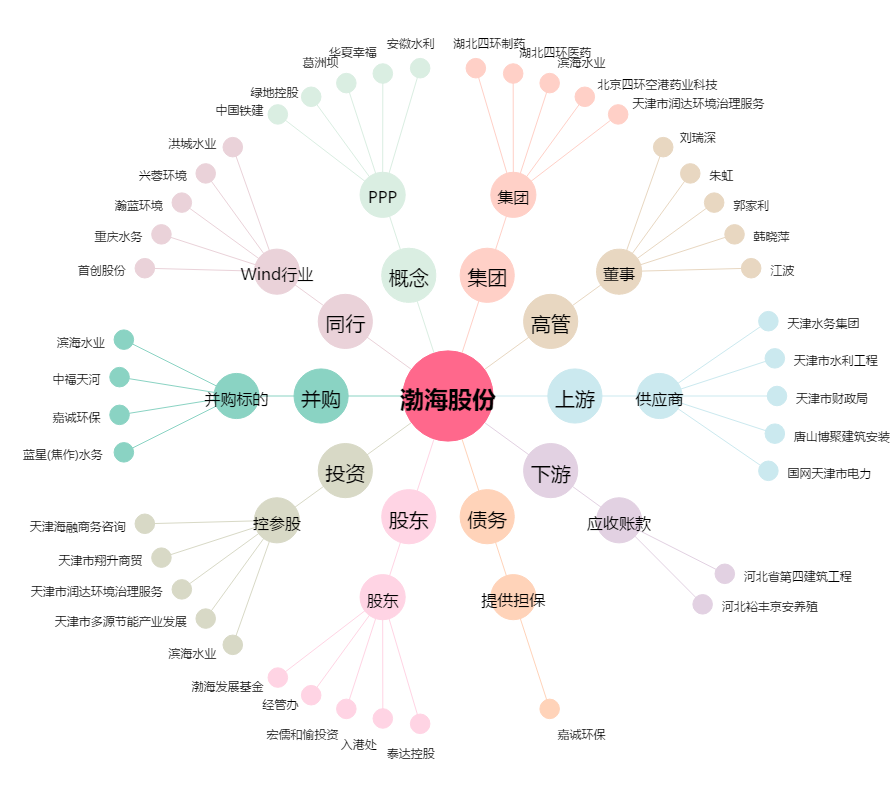 渤海股份
概念
PPP
安徽水利
华夏幸福
葛洲坝
绿地控股
中国铁建
集团
集团
湖北四环制药
湖北四环医药
滨海水业
北京四环空港药业科技
天津市润达环境治理服务
高管
董事
刘瑞深
朱虹
郭家利
韩晓萍
江波
上游
供应商
天津水务集团
天津市水利工程
天津市财政局
唐山博聚建筑安装
国网天津市电力
下游
应收账款
河北省第四建筑工程
河北裕丰京安养殖
债务
提供担保
嘉诚环保
股东
股东
渤海发展基金
经管办
宏儒和愉投资
入港处
泰达控股
投资
控参股
天津海融商务咨询
天津市翔升商贸
天津市润达环境治理服务
天津市多源节能产业发展
滨海水业
并购
并购标的
滨海水业
中福天河
嘉诚环保
蓝星(焦作)水务
同行
Wind行业
洪城水业
兴蓉环境
瀚蓝环境
重庆水务
首创股份